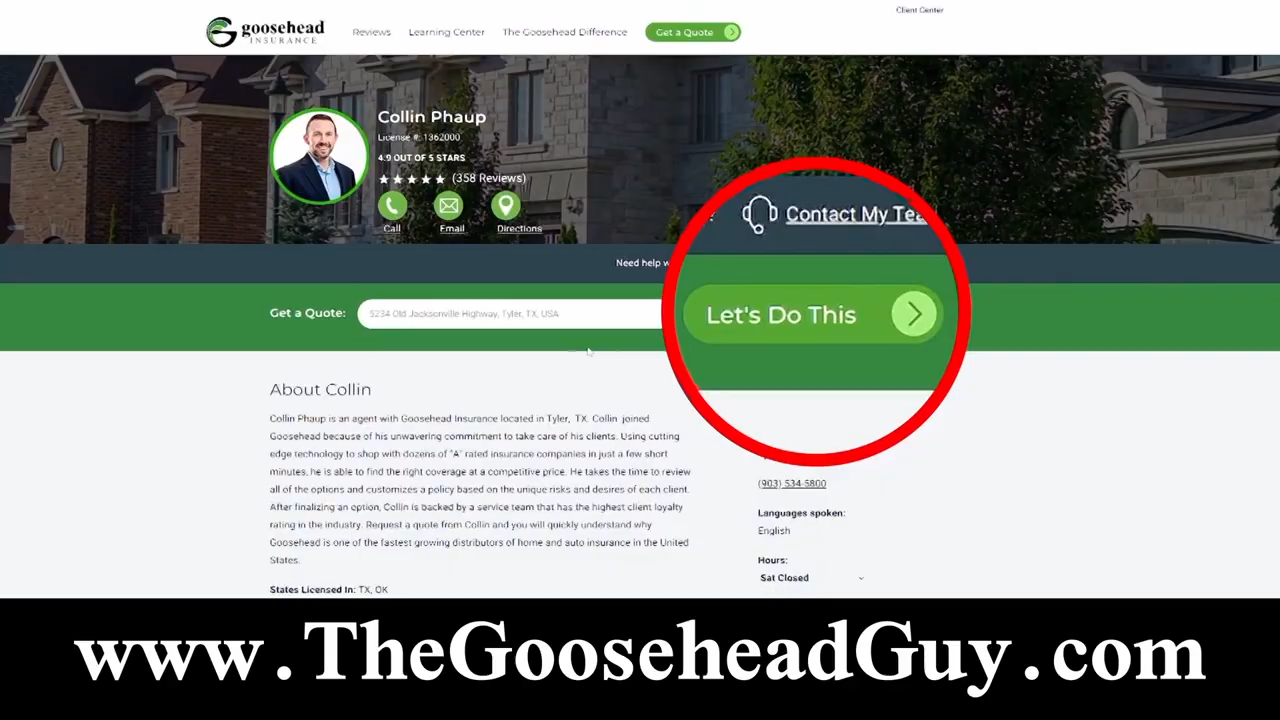 Client Center
goosehead
INSURANCE
Reviews
Learning Center
The Goosehead Difference
Get a Quote
Collin Phaup
License #: 1362000
4.9 OUT OF 5 STARS
(358 Reviews)
Call
Email
Directions
Contact My Tea
Need help w
Get a Quote:
5234 Old Jacksonville Highway, Tyler, TX, USA
Let's Do This
About Collin
Collin Phaup is an agent with Goosehead Insurance located in Tyler, TX. Collin joined
Goosehead because of his unwavering commitment to take care of his clients. Using cutting
edge technology to shop with dozens of "A" rated insurance companies in just a few short
minutes, he is able to find the right coverage at a competitive price. He takes the time to review
all of the options and customizes a policy based on the unique risks and desires of each client.
After finalizing an option, Collin is backed by a service team that has the highest client loyalty
rating in the industry. Request a quote from Collin and you will quickly understand why
Goosehead is one of the fastest growing distributors of home and auto insurance in the United
States.
States Licensed In: TX, OK
(903) 534-5800
Languages spoken:
English
Hours:
Sat Closed
www.TheGooseheadGuy.com